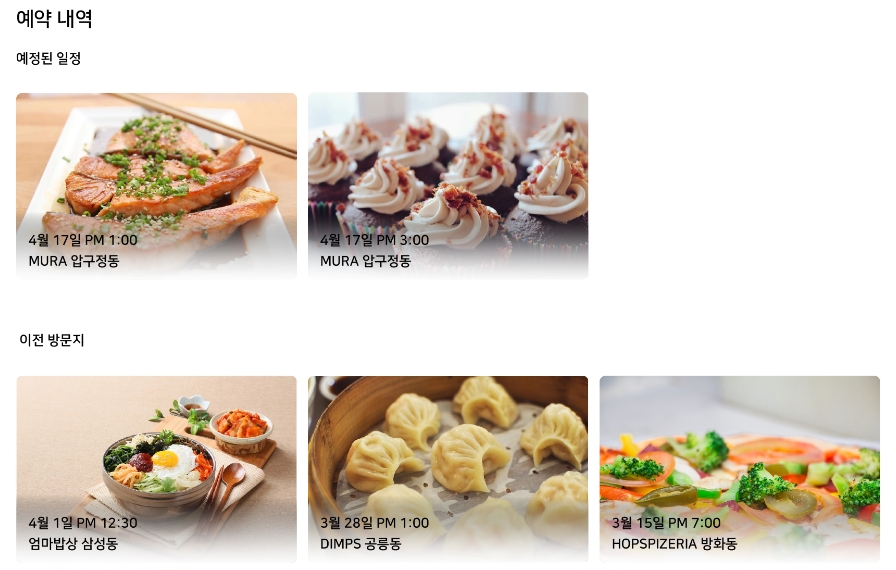 예약 내역
예정된 일정
4월 17일 PM 1:00
MURA 압구정동
4월 17일 PM 3:00
MURA 압구정동
이전 방문지
4월 1일 PM 12:30
엄마밥상 삼성동
3월 28일 PM 1:00
DIMPS 공릉동
3월 15일 PM 7:00
HOPSPIZERIA 방화동